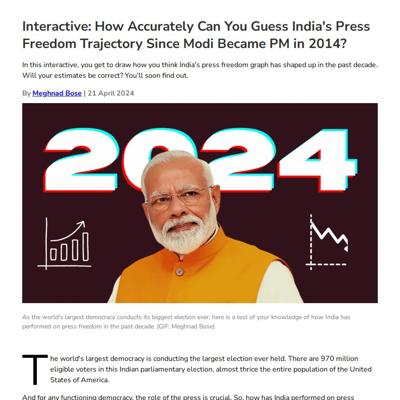 Interactive: How Accurately Can You Guess India's Press
Freedom Trajectory Since Modi Became PM in 2014?
In this interactive, you get to draw how you think India's press freedom graph has shaped up in the past decade.
Will your estimates be correct? You'll soon find out.
By Meghnad Bose | 21 April 2024
2024
As the world's largest democracy conducts its biggest election ever, here is a test of your knowledge of how India has
performed on press freedom in the past decade. (GIF: Meghnad Bose)
The world's largest democracy is conducting the largest election ever held. There are 970 million
eligible voters in this Indian parliamentary election, almost thrice the entire population of the United
States of America.
And for any functioning democracy, the role of the press is crucial. So, how has India performed on press